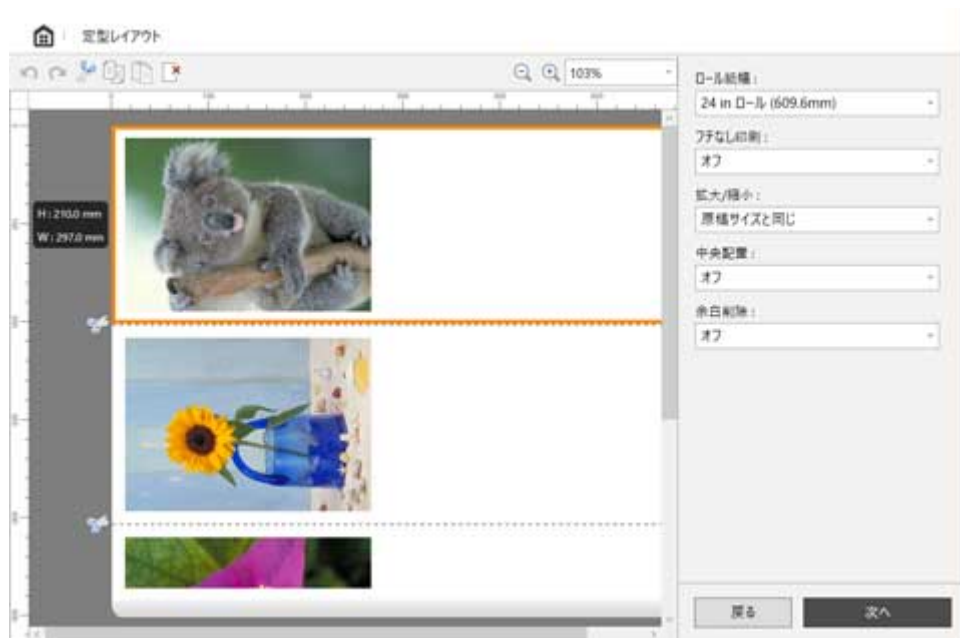 定型レイアウト
103%
H : 210.0 mm
W : 297.0 mm
ロール紙幅 :
24 in ロール (609.6mm)
フチなし印刷 :
オフ
拡大/縮小 :
原稿サイズと同じ
中央配置 :
オフ
余白削除 :
オフ
戻る
次へ